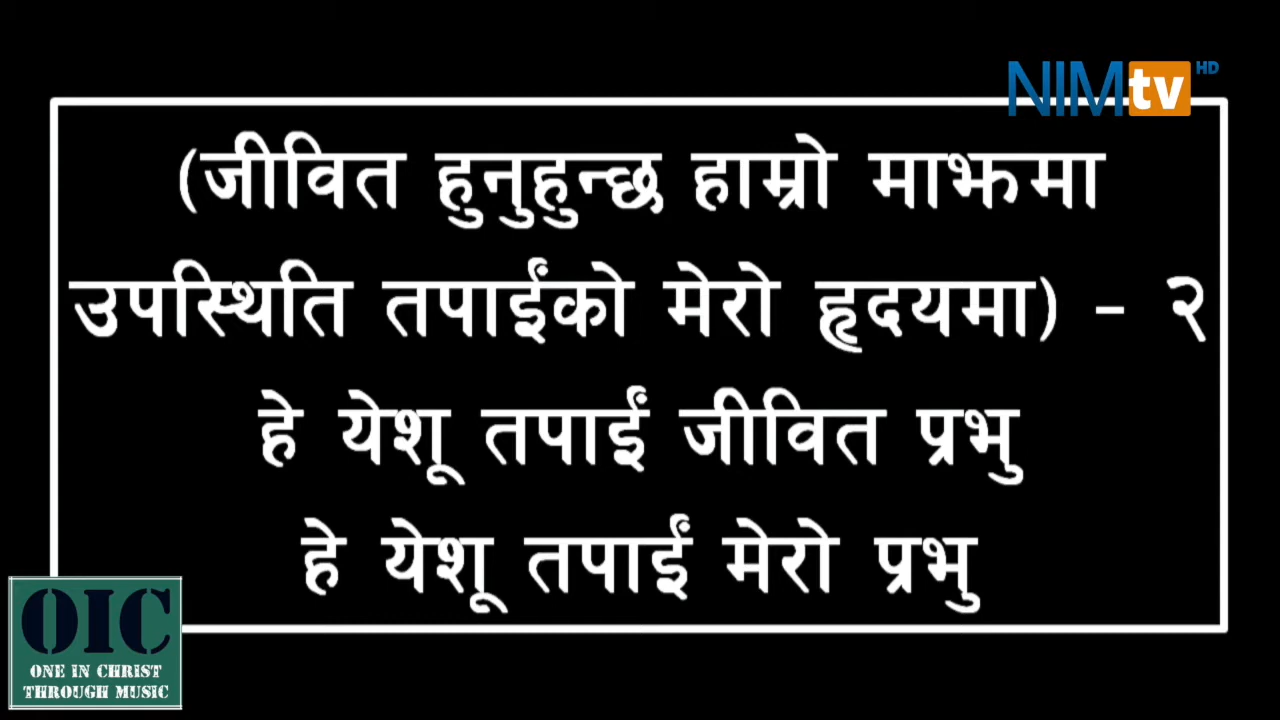 NIMtv HD
(जीवित हुनुहुन्छ हाम्रो माझमा
उपस्थिति तपाईंको मेरो हृदयमा) - २
हे येशू तपाईं जीवित प्रभु
हे येशू तपाईं मेरो प्रभु
OIC
ONE IN CHRIST
THROUGH MUSIC